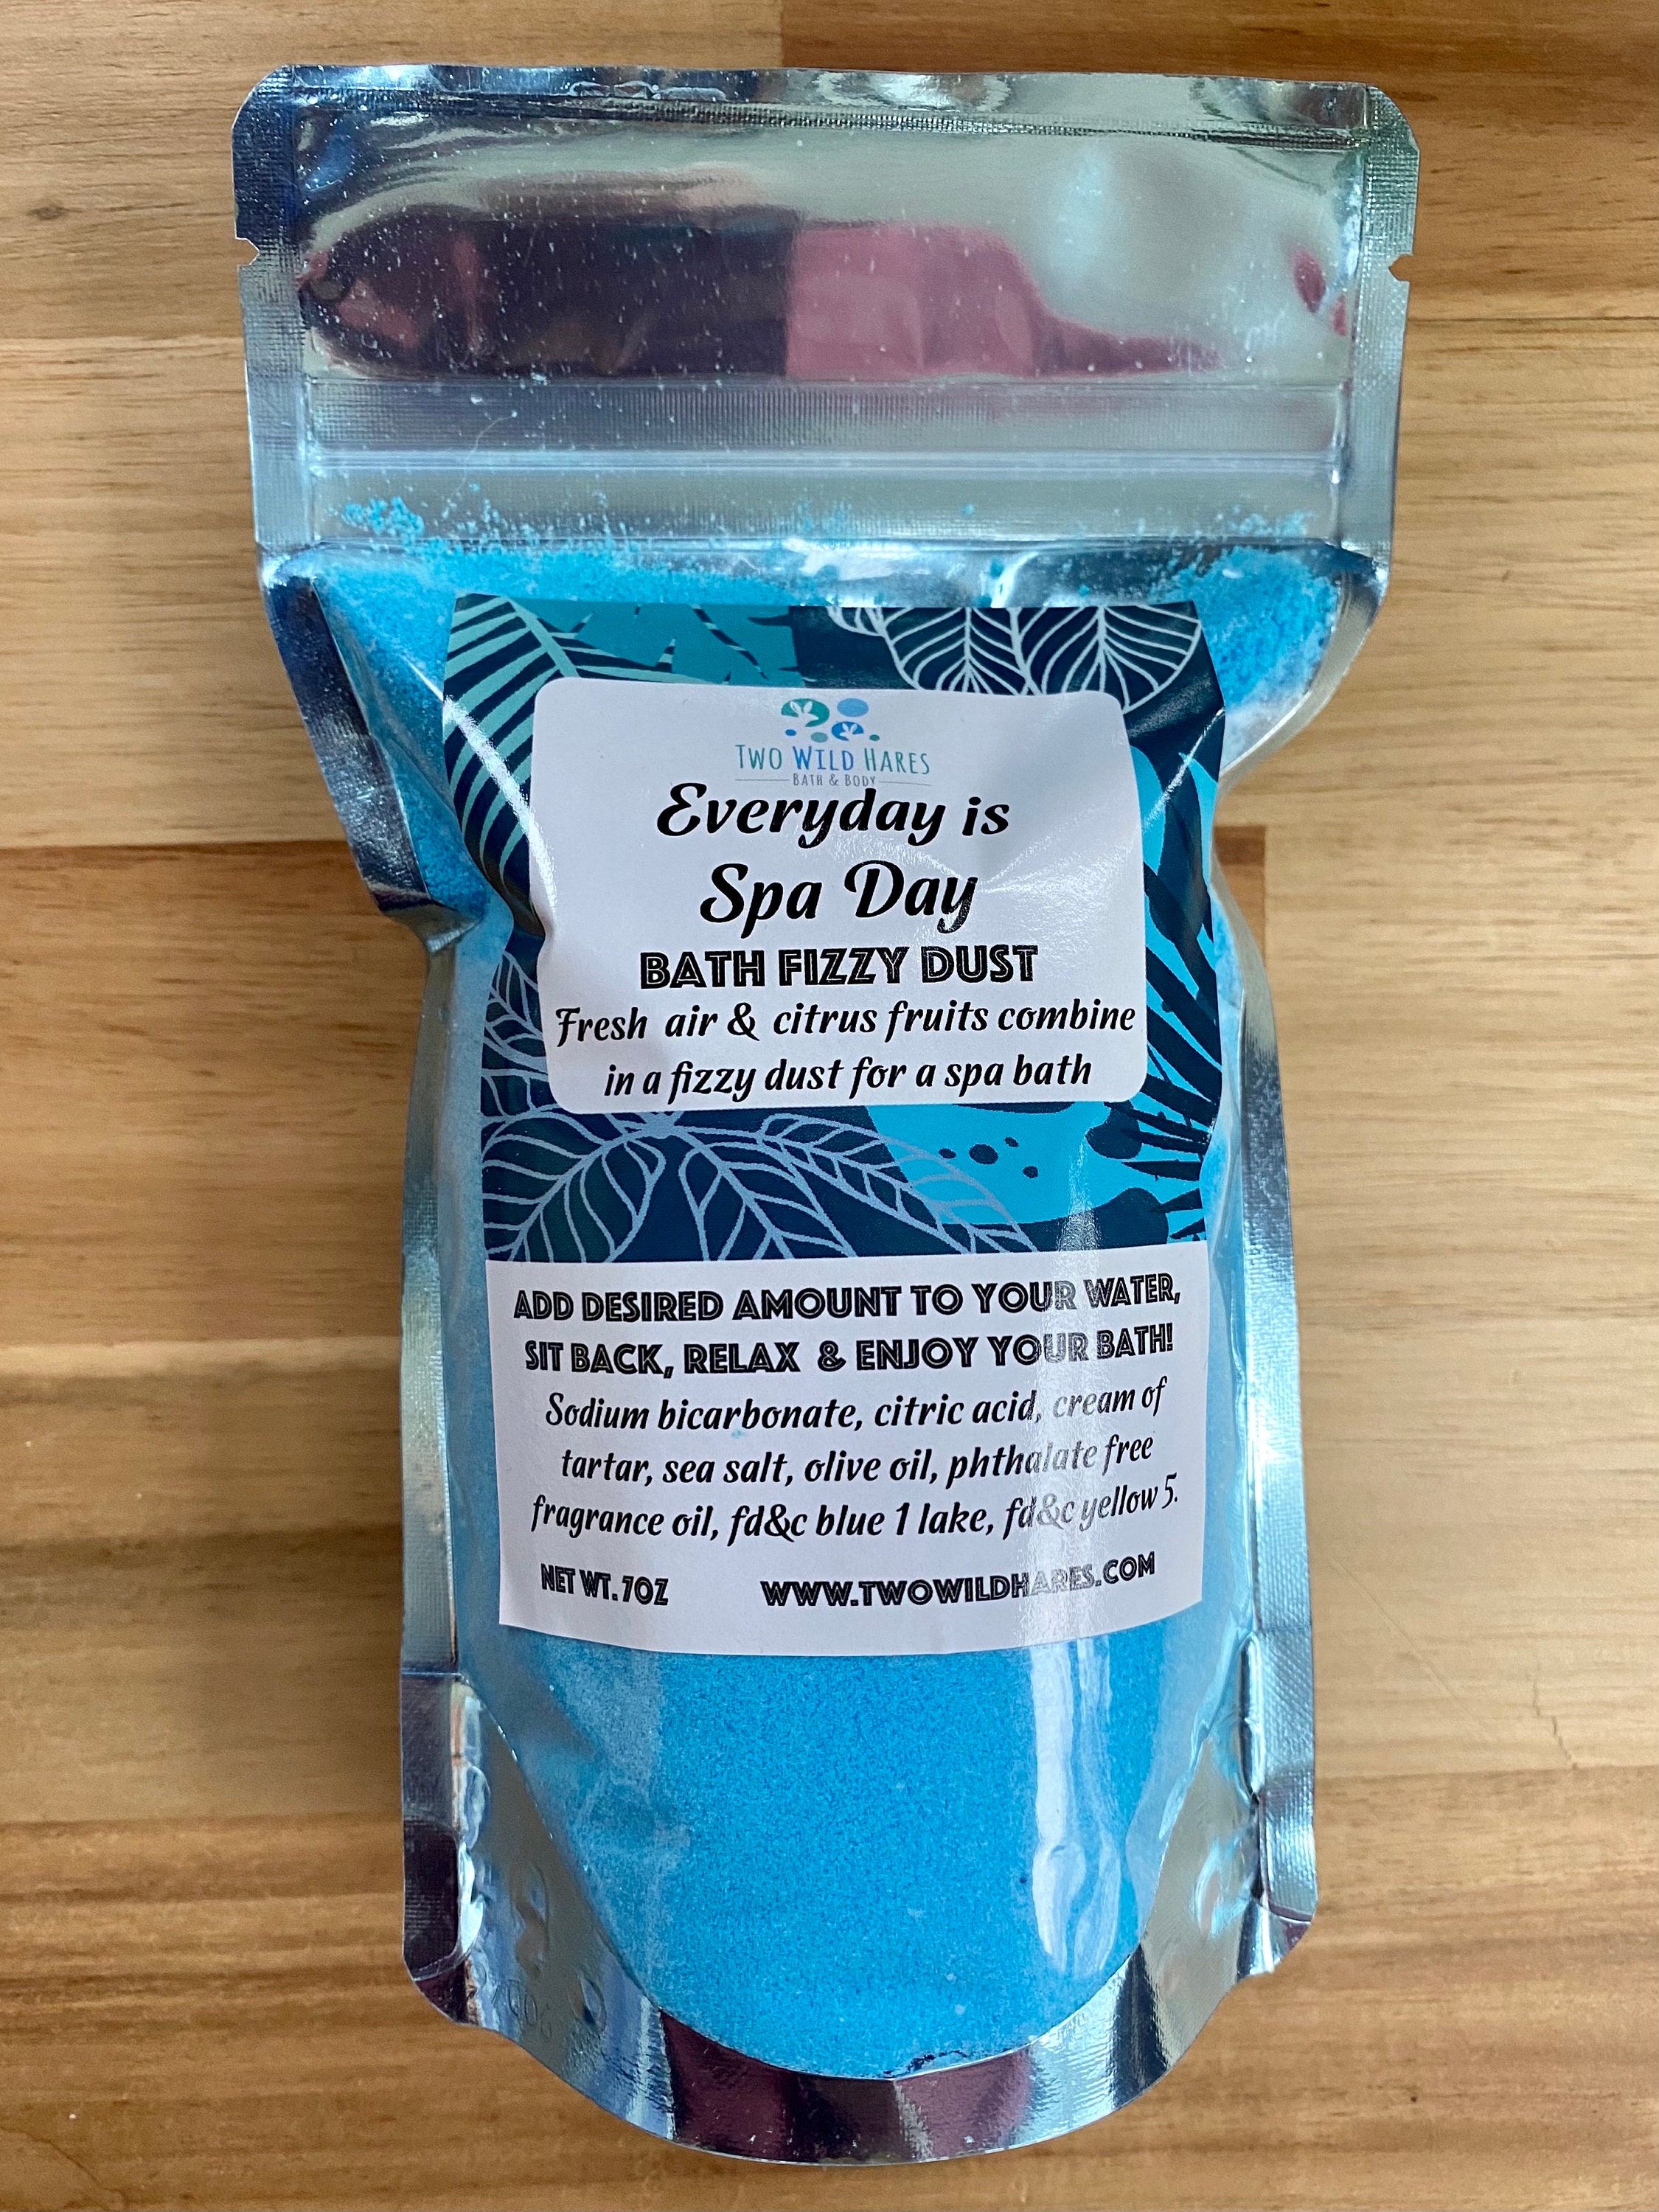 TWO WILD HARES
BATH & BODY
Everyday is
Spa Day
BATH FIZZY DUST
Fresh air & citrus fruits combine
in a fizzy dust for a spa bath
ADD DESIRED AMOUNT TO YOUR WATER,
SIT BACK, RELAX & ENJOY YOUR BATH!
Sodium bicarbonate, citric acid, cream of
tartar, sea salt, olive oil, phthalate free
fragrance oil, fd&c blue 1 lake, fd&c yellow 5.
NET WT. 7OZ WWW.TWOWILDHARES.COM